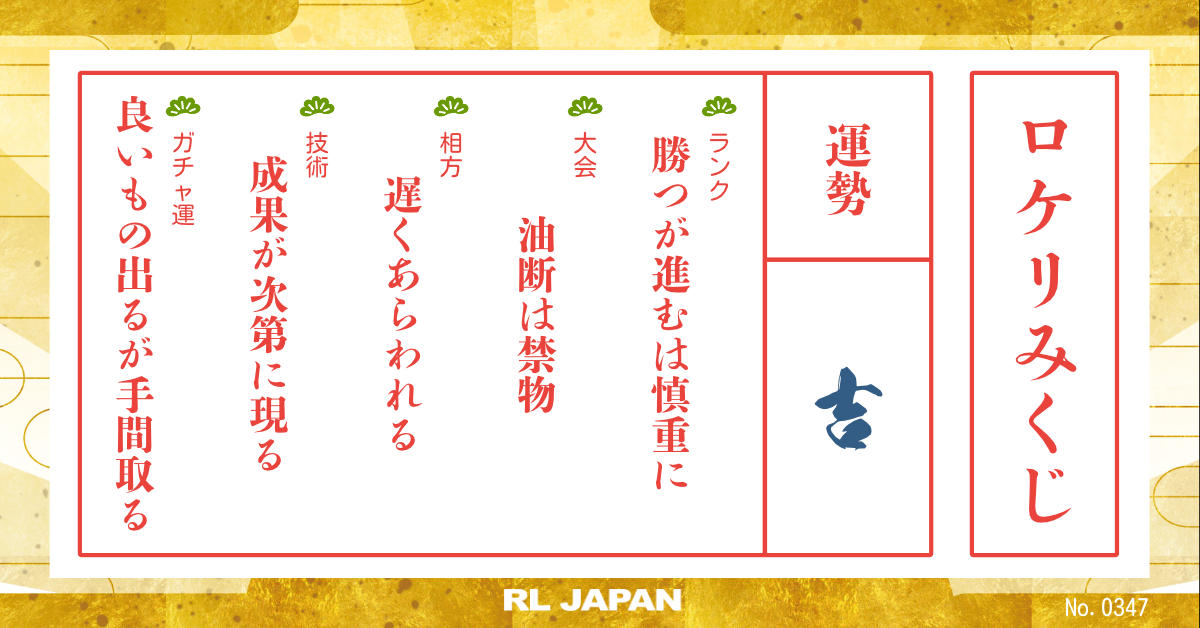 ロケリみくじ
運勢
吉
ランク
勝つが進むは慎重に
大会
油断は禁物
相方
遅くあらわれる
技術
成果が次第に現る
ガチャ運
良いもの出るが手間取る
RL JAPAN
No. 0347